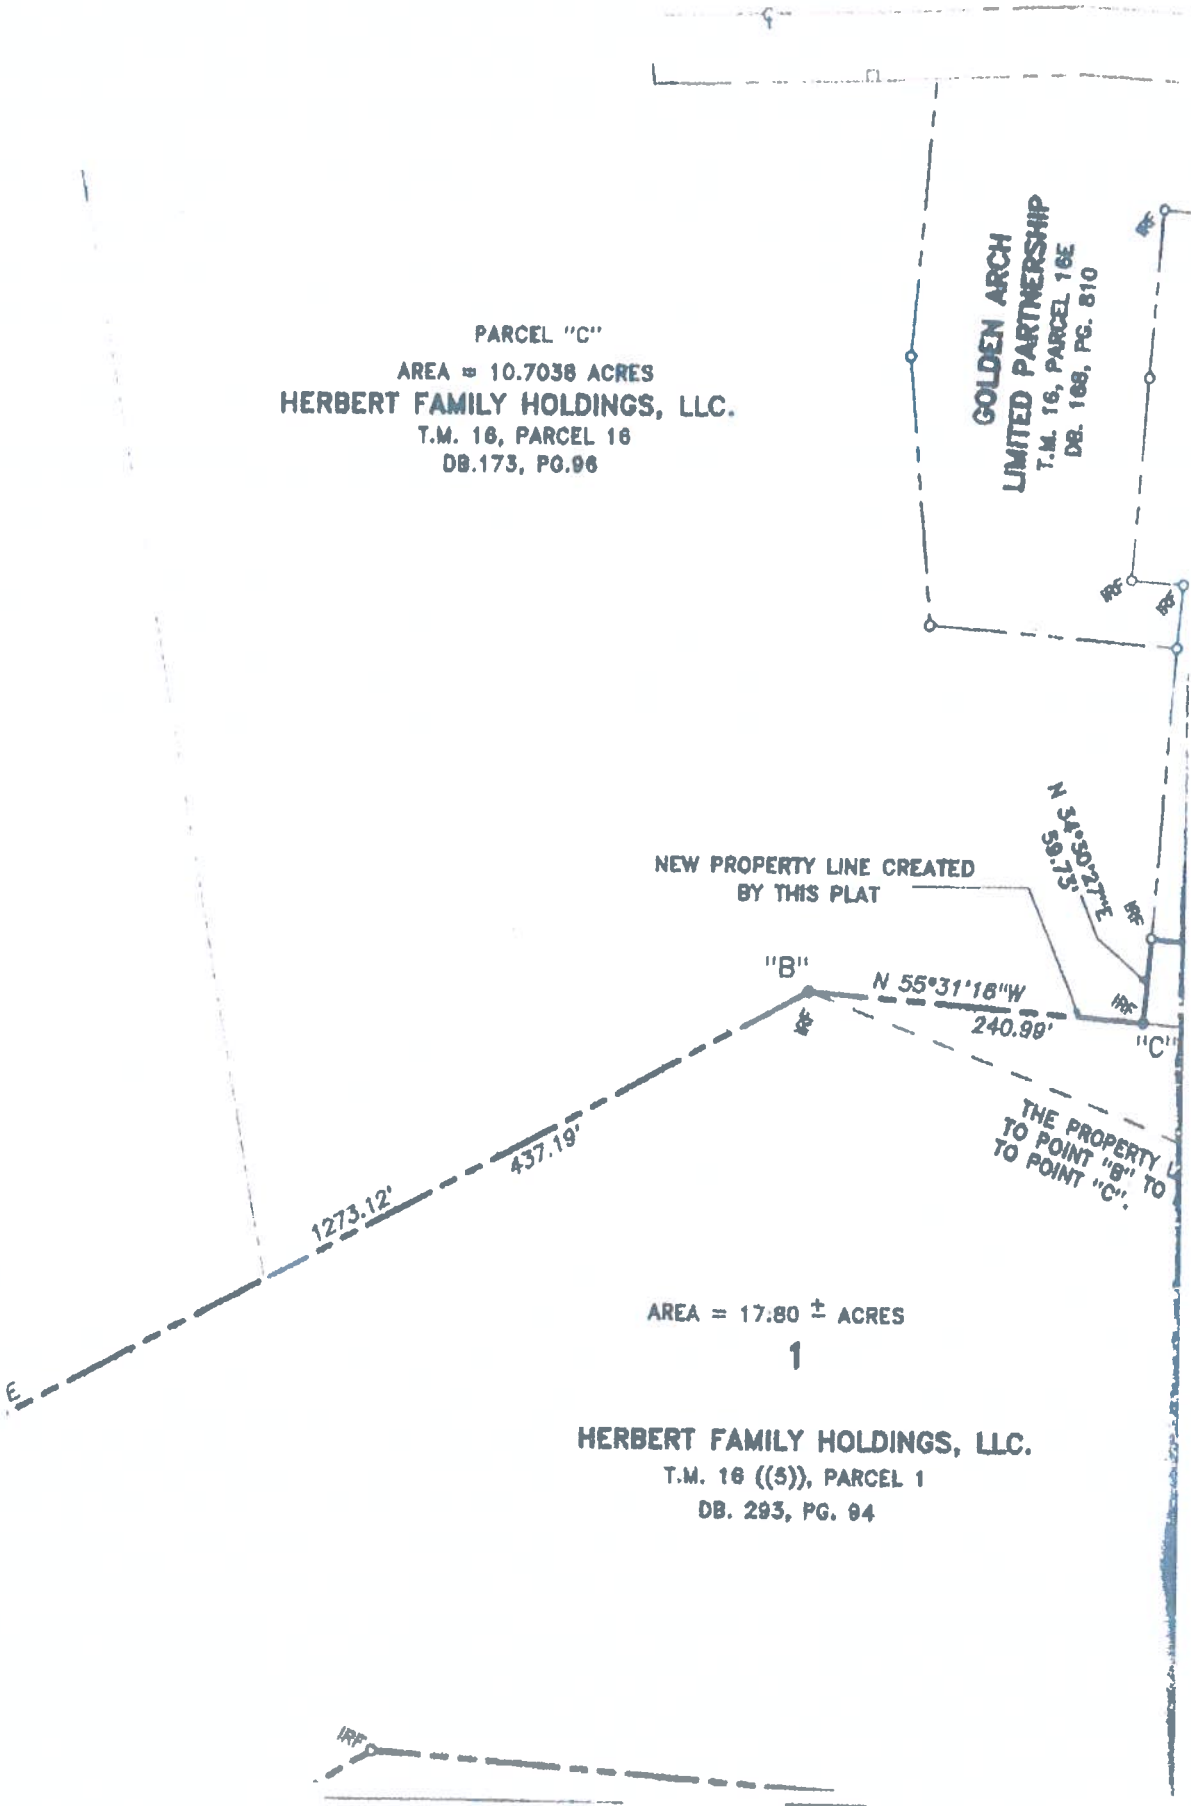 GOLDEN ARCH
LIMITED PARTNERSHIP
T.M. 16, PARCEL 16E
DB. 168, PG. 810
IRF
PARCEL "C"
AREA = 10.7038 ACRES
HERBERT FAMILY HOLDINGS, LLC.
T.M. 16, PARCEL 16
DB.173, PG.96
IRF
IRF
N 34°30'27"E
59.73'
NEW PROPERTY LINE CREATED
BY THIS PLAT
IRF
"B"
N 55°31'18"W
240.99'
IRF
IRF
"C"
THE PROPERTY L
TO POINT "B" TO
TO POINT "C".
437.19'
1273.12'
E
AREA = 17.80 ± ACRES
1
HERBERT FAMILY HOLDINGS, LLC.
T.M. 16 ((5)), PARCEL 1
DB. 293, PG. 94
IRF